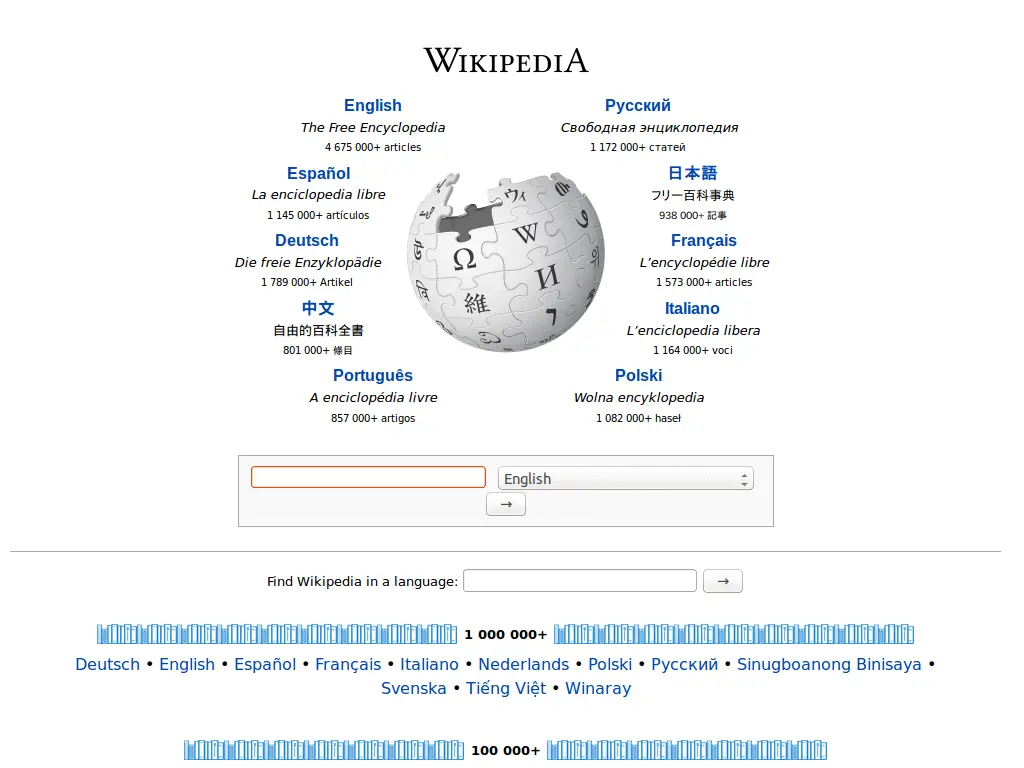 WIKIPEDIA
English
The Free Encyclopedia
4 675 000+ articles
Русский
Свободная энциклопедия
1 172 000+ статей
Español
La enciclopedia libre
1 145 000+ artículos
日本語
フリー百科事典
938 000+ 記事
Deutsch
Die freie Enzyklopädie
1 789 000+ Artikel
Français
L’encyclopédie libre
1 573 000+ articles
中文
自由的百科全書
801 000+ 條目
Italiano
L’enciclopedia libera
1 164 000+ voci
Português
A enciclopédia livre
857 000+ artigos
Polski
Wolna encyklopedia
1 082 000+ haseł
ウィ
Ω W
維 И
English
→
Find Wikipedia in a language: →
1 000 000+
Deutsch • English • Español • Français • Italiano • Nederlands • Polski • Русский • Sinugboanong Binisaya •
Svenska • Tiếng Việt • Winaray
100 000+